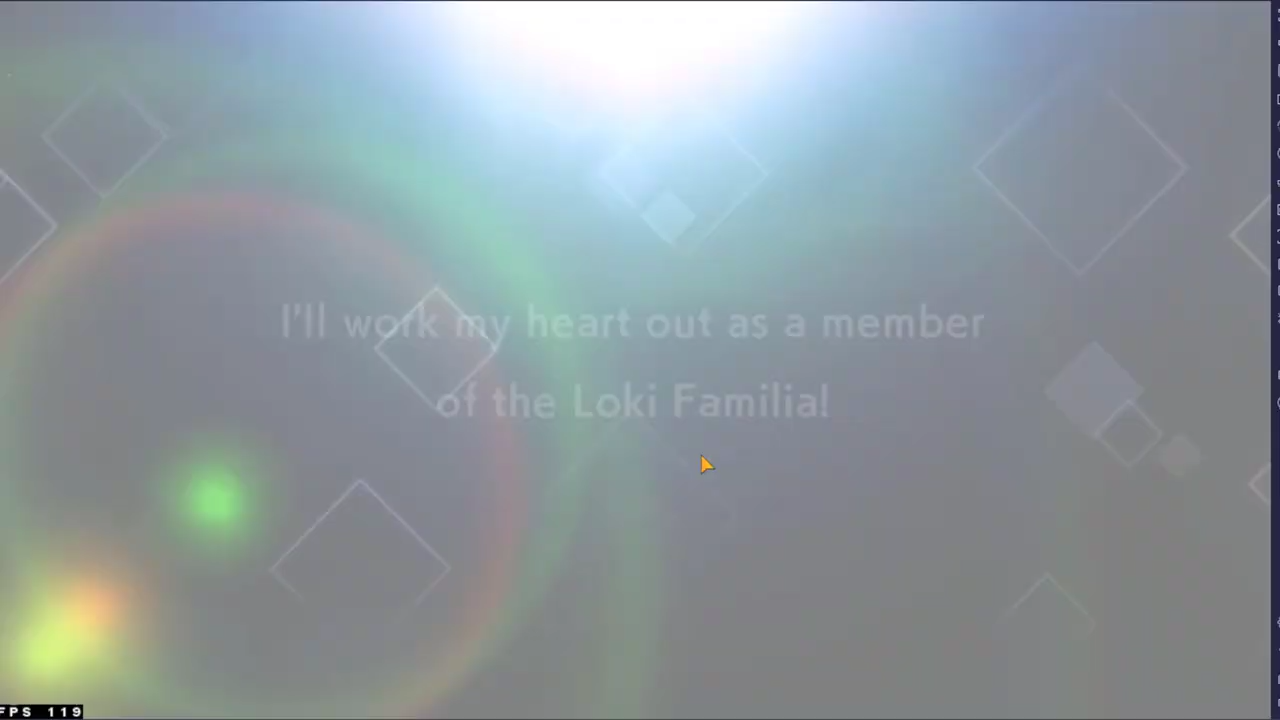 I'll work my heart out as a member
of the Loki Familia!
FPS 119